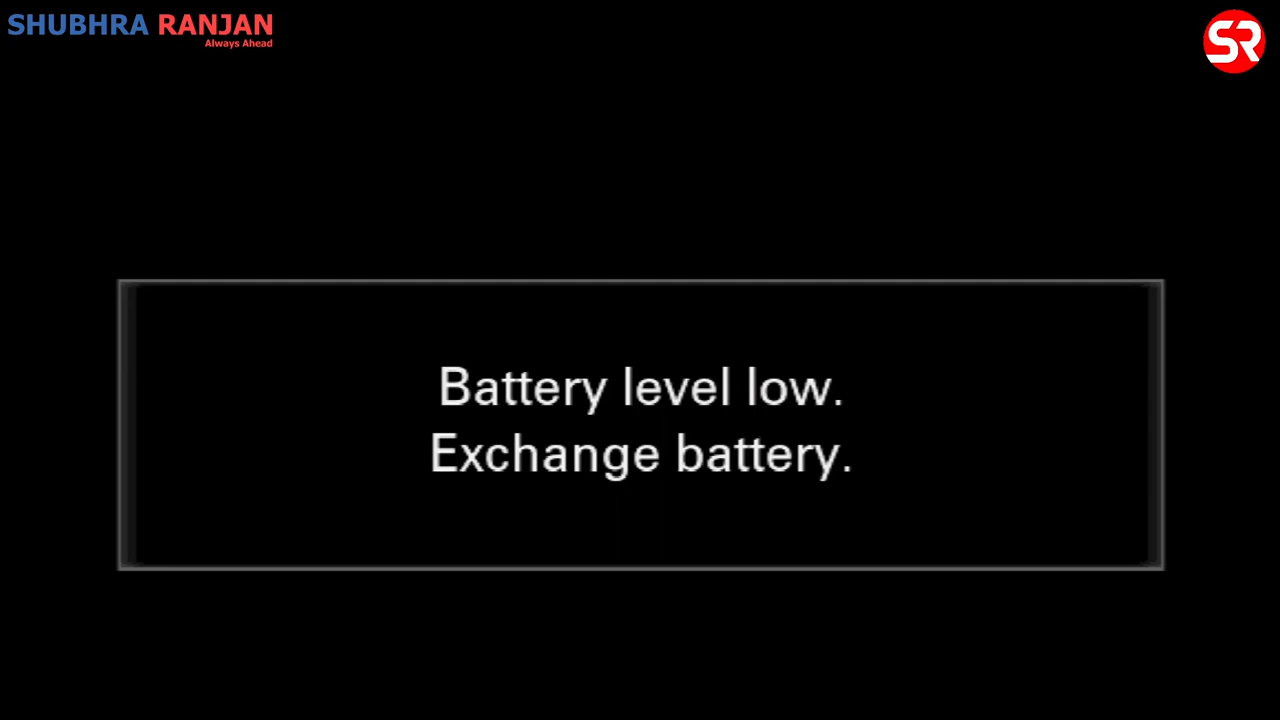 SHUBHRA RANJAN
Always Ahead
SR
Battery level low.
Exchange battery.